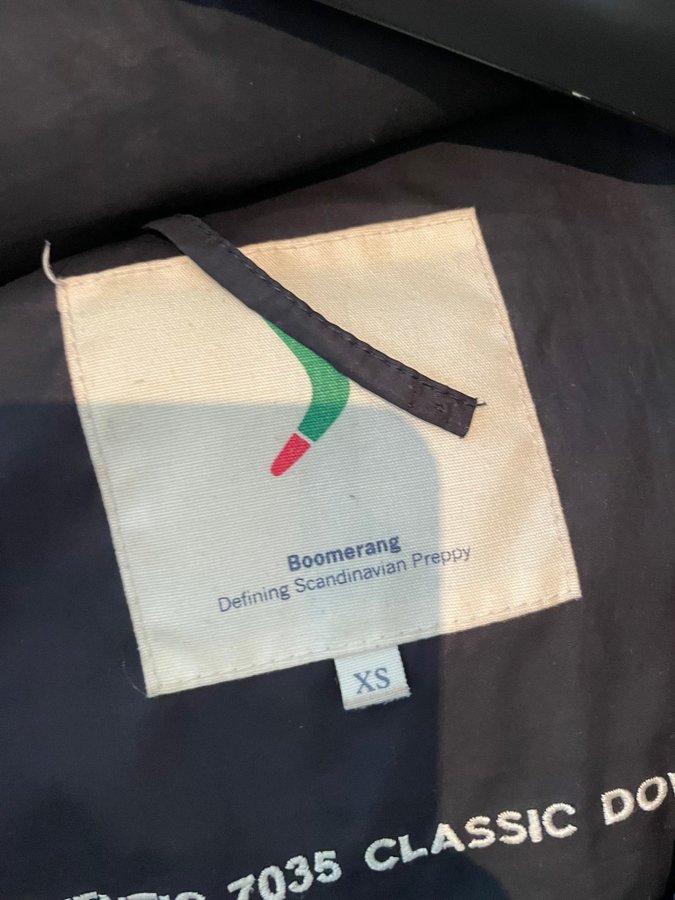 Boomerang
Defining Scandinavian Preppy
XS
7035 CLASSIC